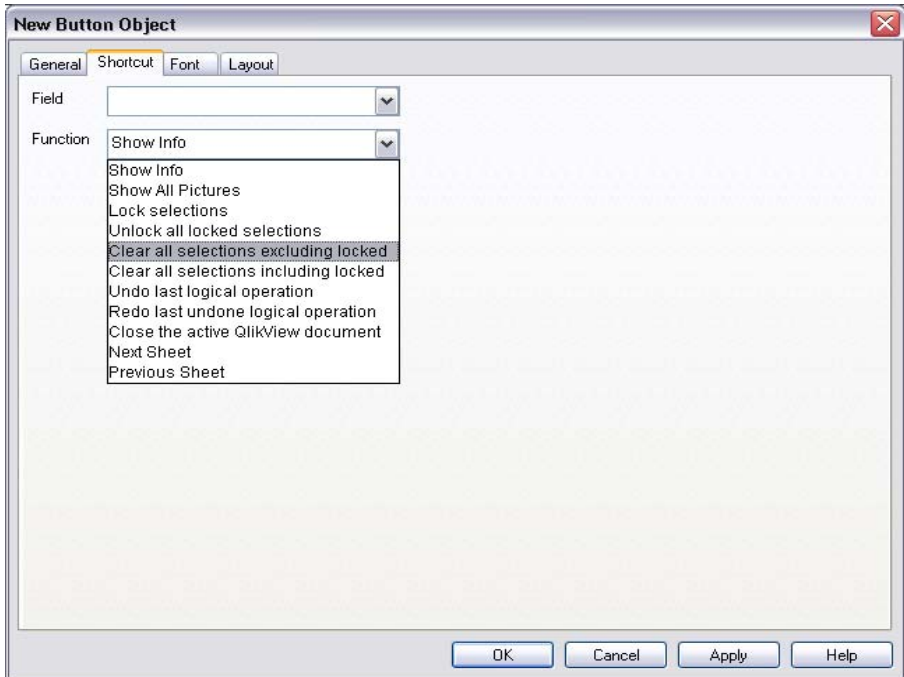 New Button Object
General Shortcut Font Layout
Field
Function Show Info
Show Info
Show All Pictures
Lock selections
Unlock all locked selections
Clear all selections excluding locked
Clear all selections including locked
Undo last logical operation
Redo last undone logical operation
Close the active QlikView document
Next Sheet
Previous Sheet
OK Cancel Apply Help